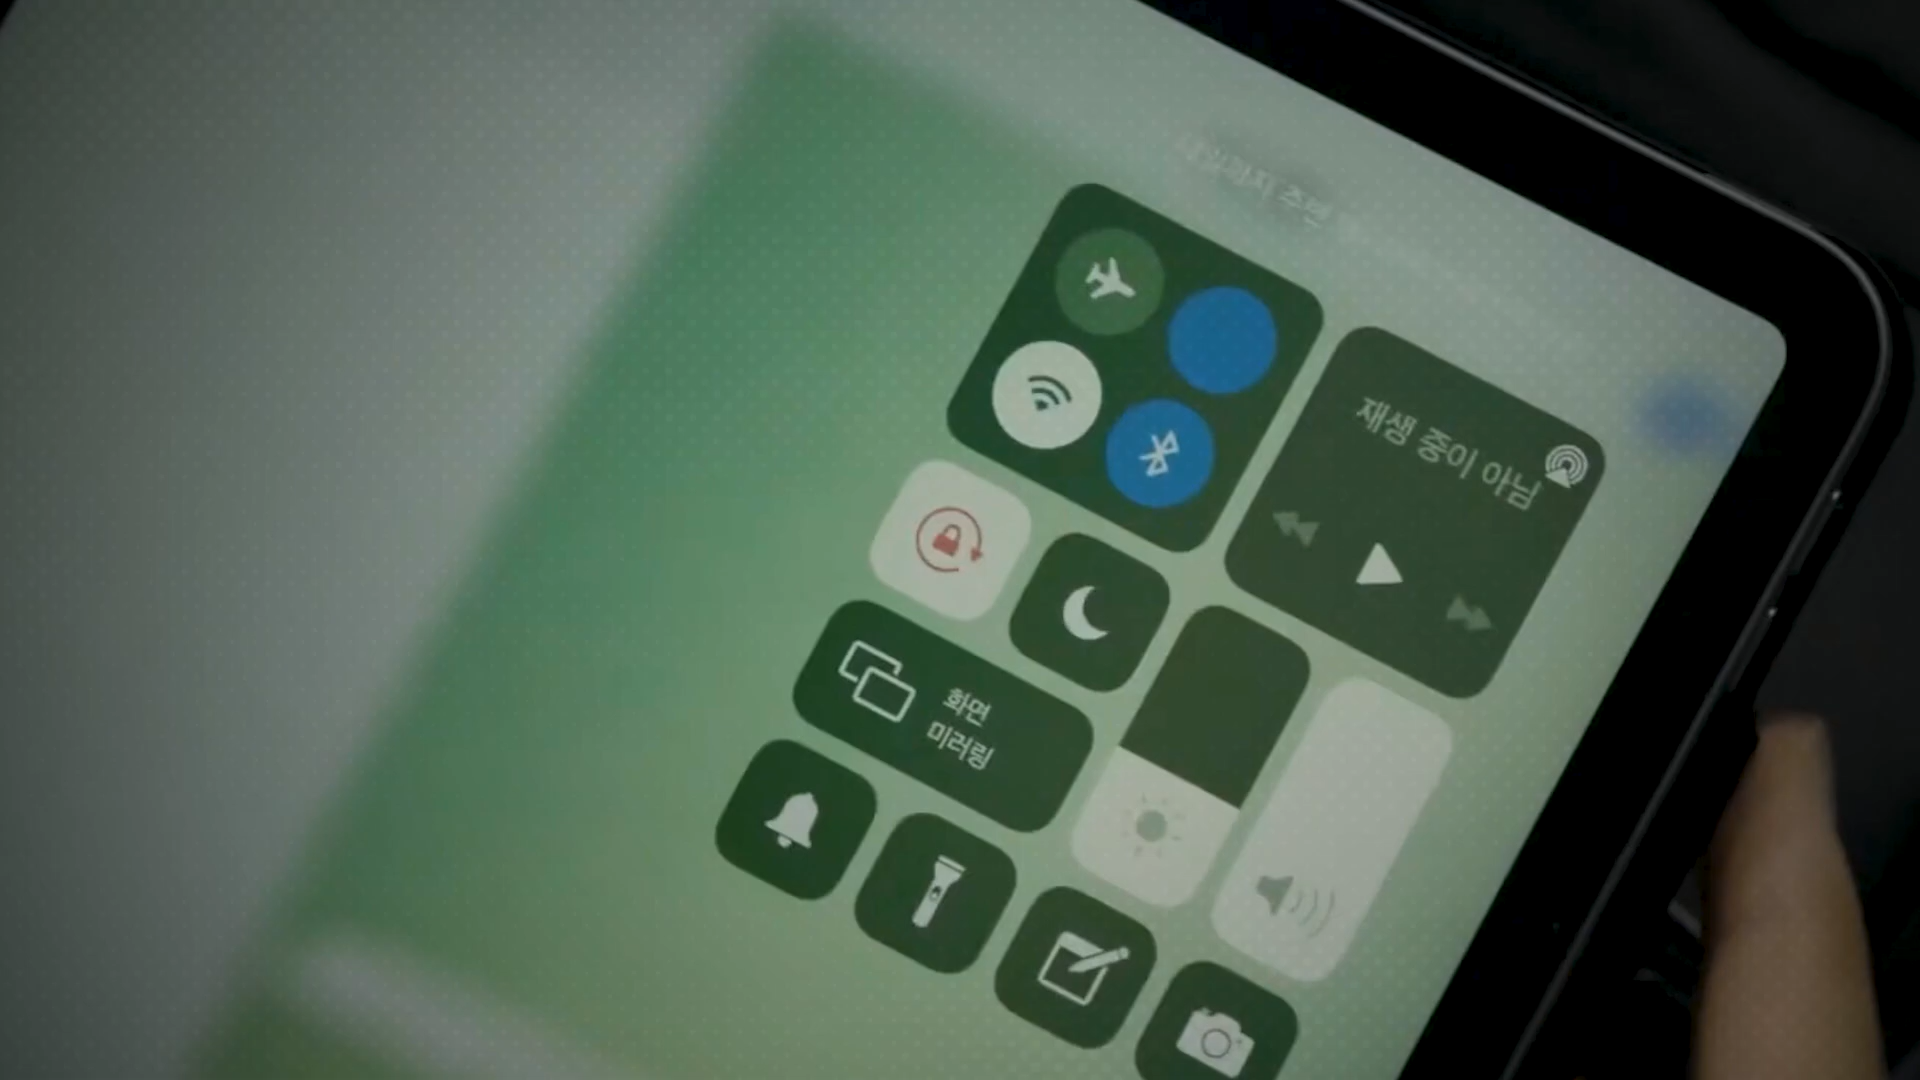 재생 중이 아님
화면
미러링